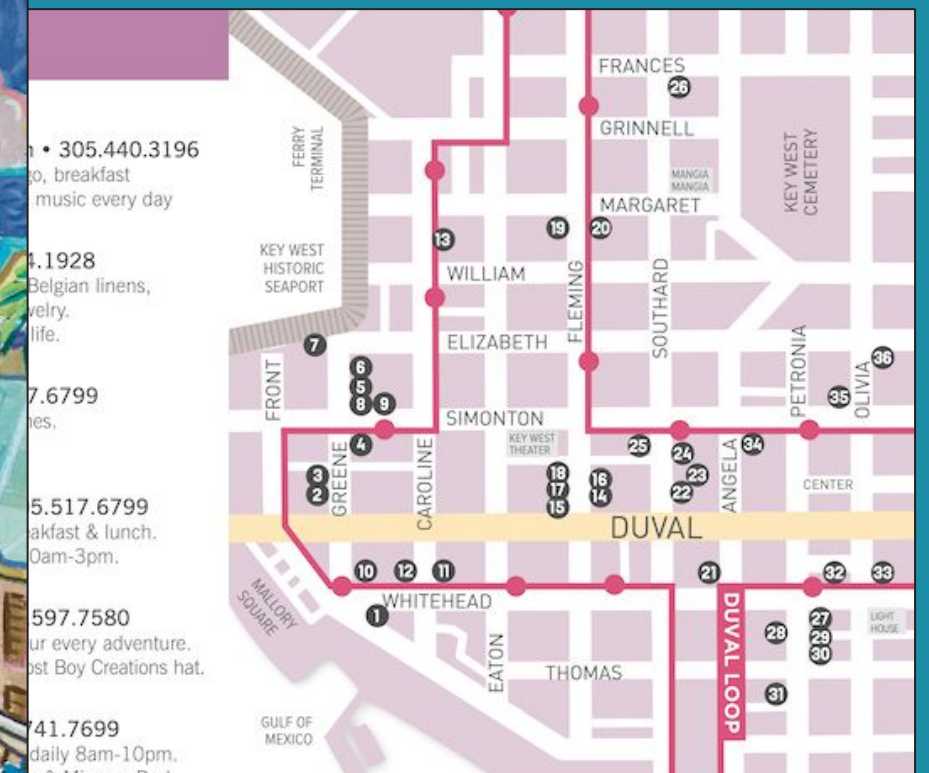 • 305.440.3196
go, breakfast
music every day
4.1928
Belgian linens,
welry.
life.
7.6799
nes.
5.517.6799
eakfast & lunch.
0am-3pm.
597.7580
ur every adventure.
ost Boy Creations hat.
741.7699
daily 8am-10pm.
FRANCES
26
GRINNELL
FERRY
TERMINAL
KEY WEST
CEMETERY
MANGIA
MANGIA
MARGARET
19
20
13
KEY WEST
HISTORIC
SEAPORT
WILLIAM
FLEMING
SOUTHARD
7
ELIZABETH
PETRONIA
OLIVIA
36
6
5
8
9
35
FRONT
SIMONTON
4
GREENE
CAROLINE
KEY WEST
THEATER
25
24
ANGELA
34
3
2
18
17
15
16
14
23
22
CENTER
DUVAL
10
12
11
21
32
33
WHITEHEAD
1
MALLORY
SQUARE
DUVAL LOOP
28
27
29
30
LIGHT
HOUSE
EATON
THOMAS
31
GULF OF
MEXICO